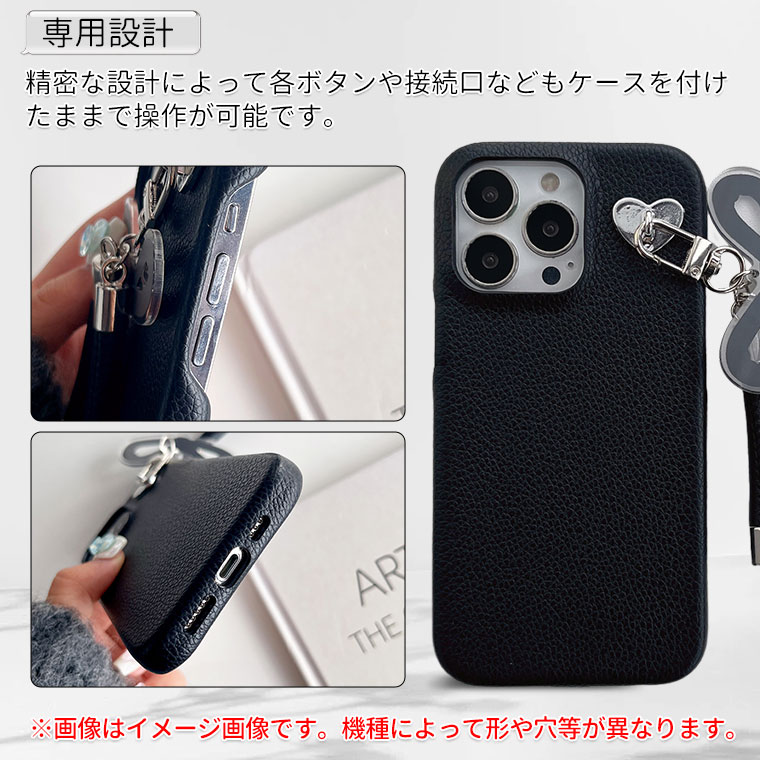 専用設計
精密な設計によって各ボタンや接続口などもケースを付け
たままで操作が可能です。
ART
THE
※画像はイメージ画像です。機種によって形や穴等が異なります。